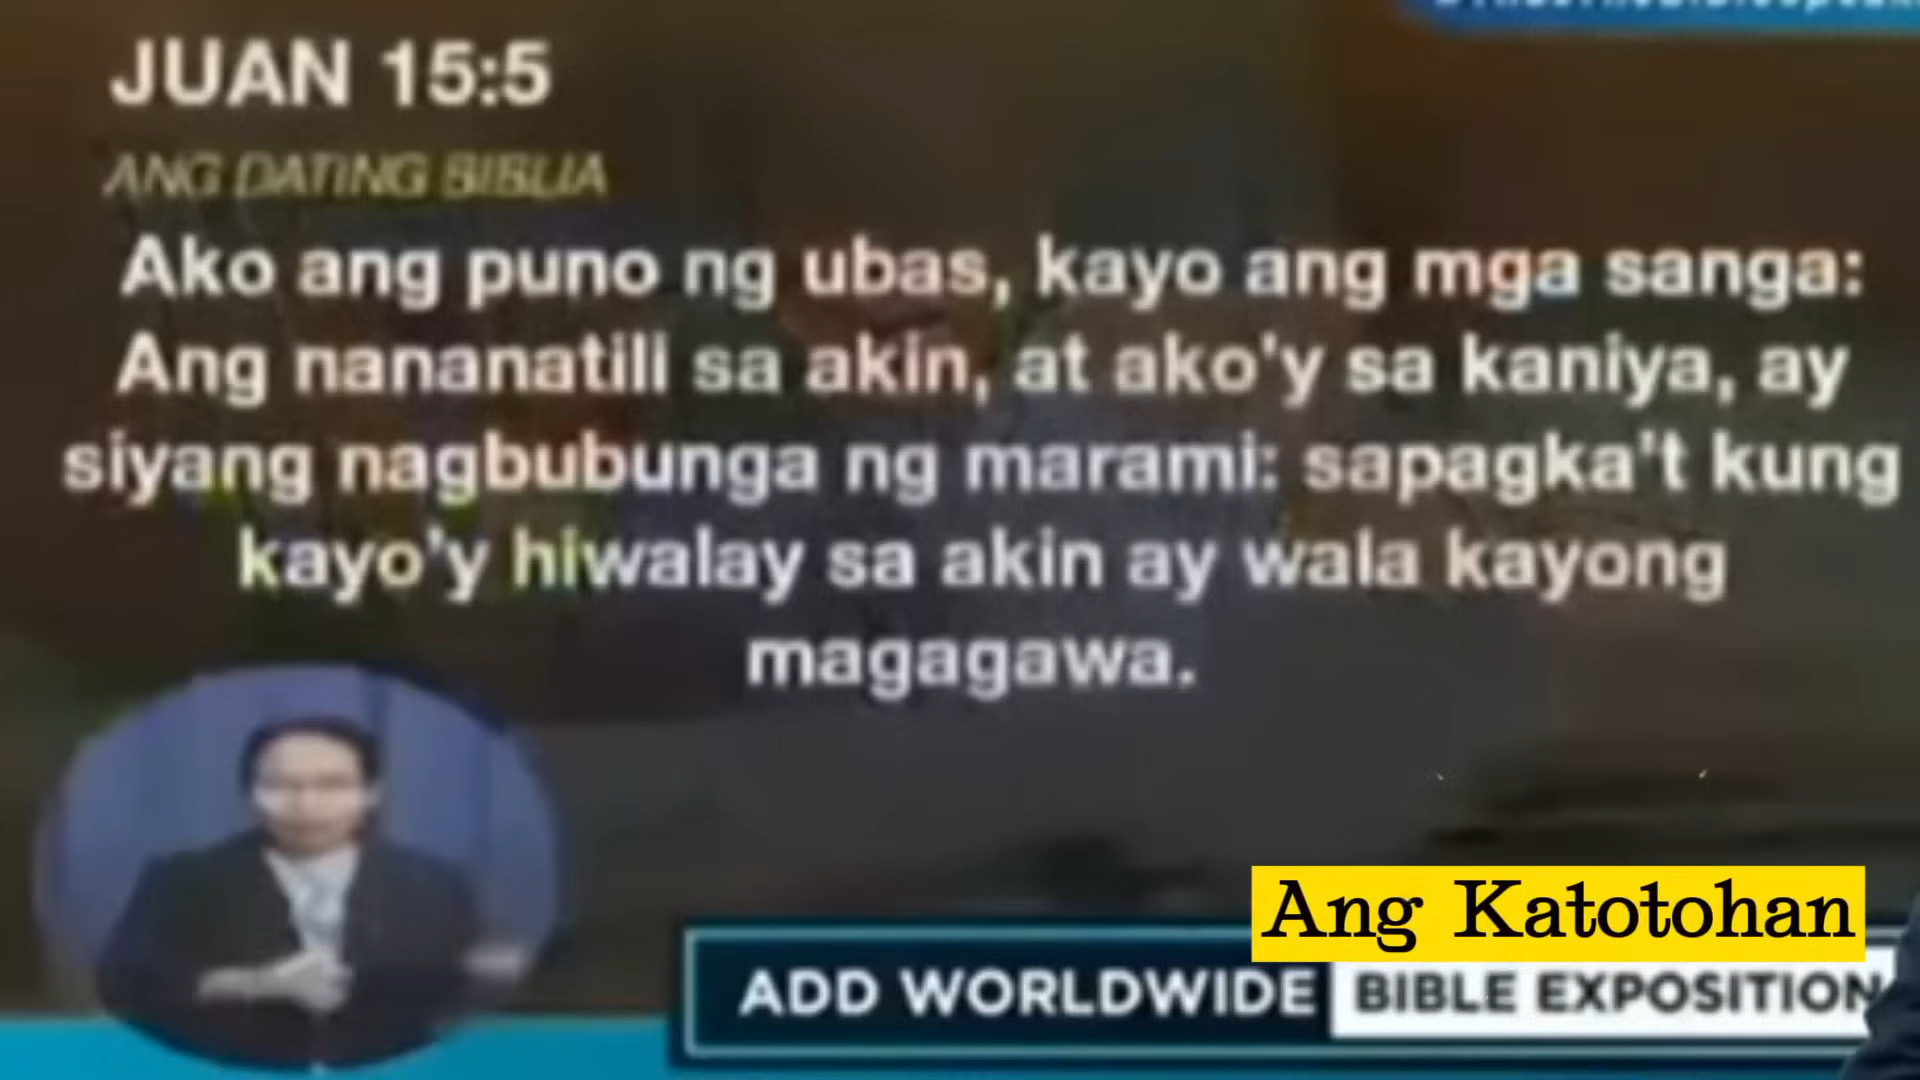 JUAN 15:5
ANG DATING BIBLIA
Ako ang puno ng ubas, kayo ang mga sanga:
Ang nananatili sa akin, at ako'y sa kaniya, ay
siyang nagbubunga ng marami: sapagka't kung
kayo'y hiwalay sa akin ay wala kayong
magagawa.
Ang Katotohan
ADD WORLDWIDE BIBLE EXPOSITION